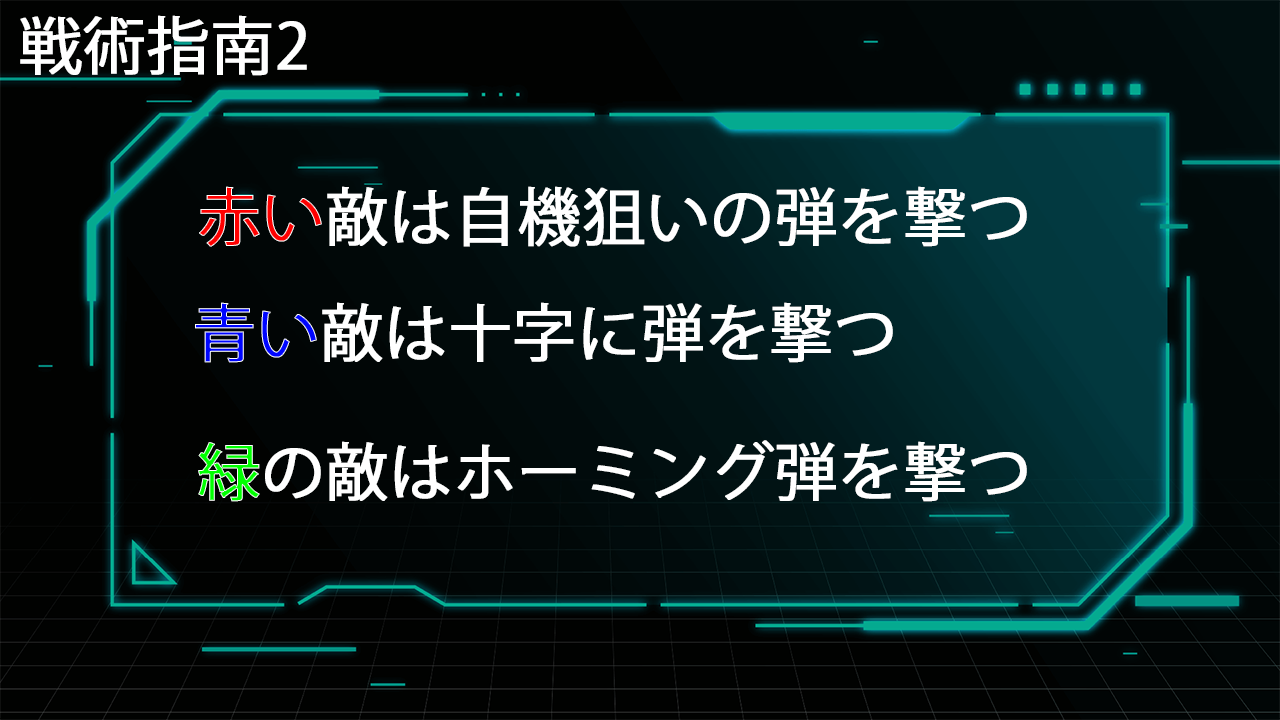 戦術指南2
赤い敵は自機狙いの弾を撃つ
青い敵は十字に弾を撃つ
緑の敵はホーミング弾を撃つ